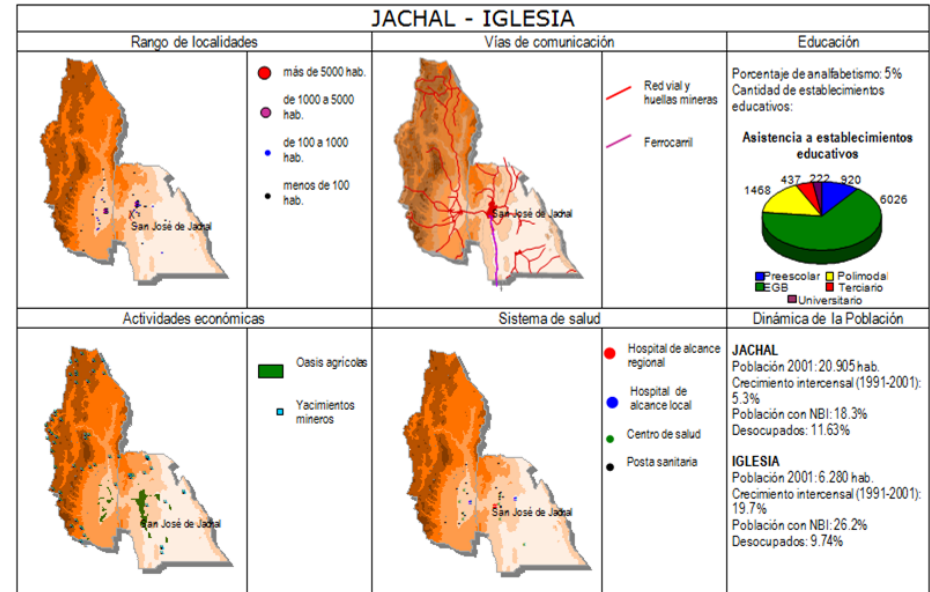 JACHAL - IGLESIA
Rango de localidades
más de 5000 hab.
de 1000 a 5000
hab.
de 100 a 1000
hab.
menos de 100
hab.
San José de Jachal
Vías de comunicación
Red vial y
huellas mineras
Ferrocarril
San José de Jachal
Educación
Porcentaje de analfabetismo: 5%
Cantidad de establecimientos
educativos:
Asistencia a establecimientos
educativos
437 222 920
1468
6026
Preescolar Polimodal
EGB Terciario
Universitario
Actividades económicas
Oasis agrícolas
Yacimientos
mineros
San José de Jachal
Sistema de salud
Hospital de alcance
regional
Hospital de
alcance local
Centro de salud
Posta sanitaria
San José de Jachal
Dinámica de la Población
JACHAL
Población 2001: 20.905 hab.
Crecimiento intercensal (1991-2001):
5.3%
Población con NBI: 18.3%
Desocupados: 11.63%
IGLESIA
Población 2001: 6.280 hab.
Crecimiento intercensal (1991-2001):
19.7%
Población con NBI: 26.2%
Desocupados: 9.74%